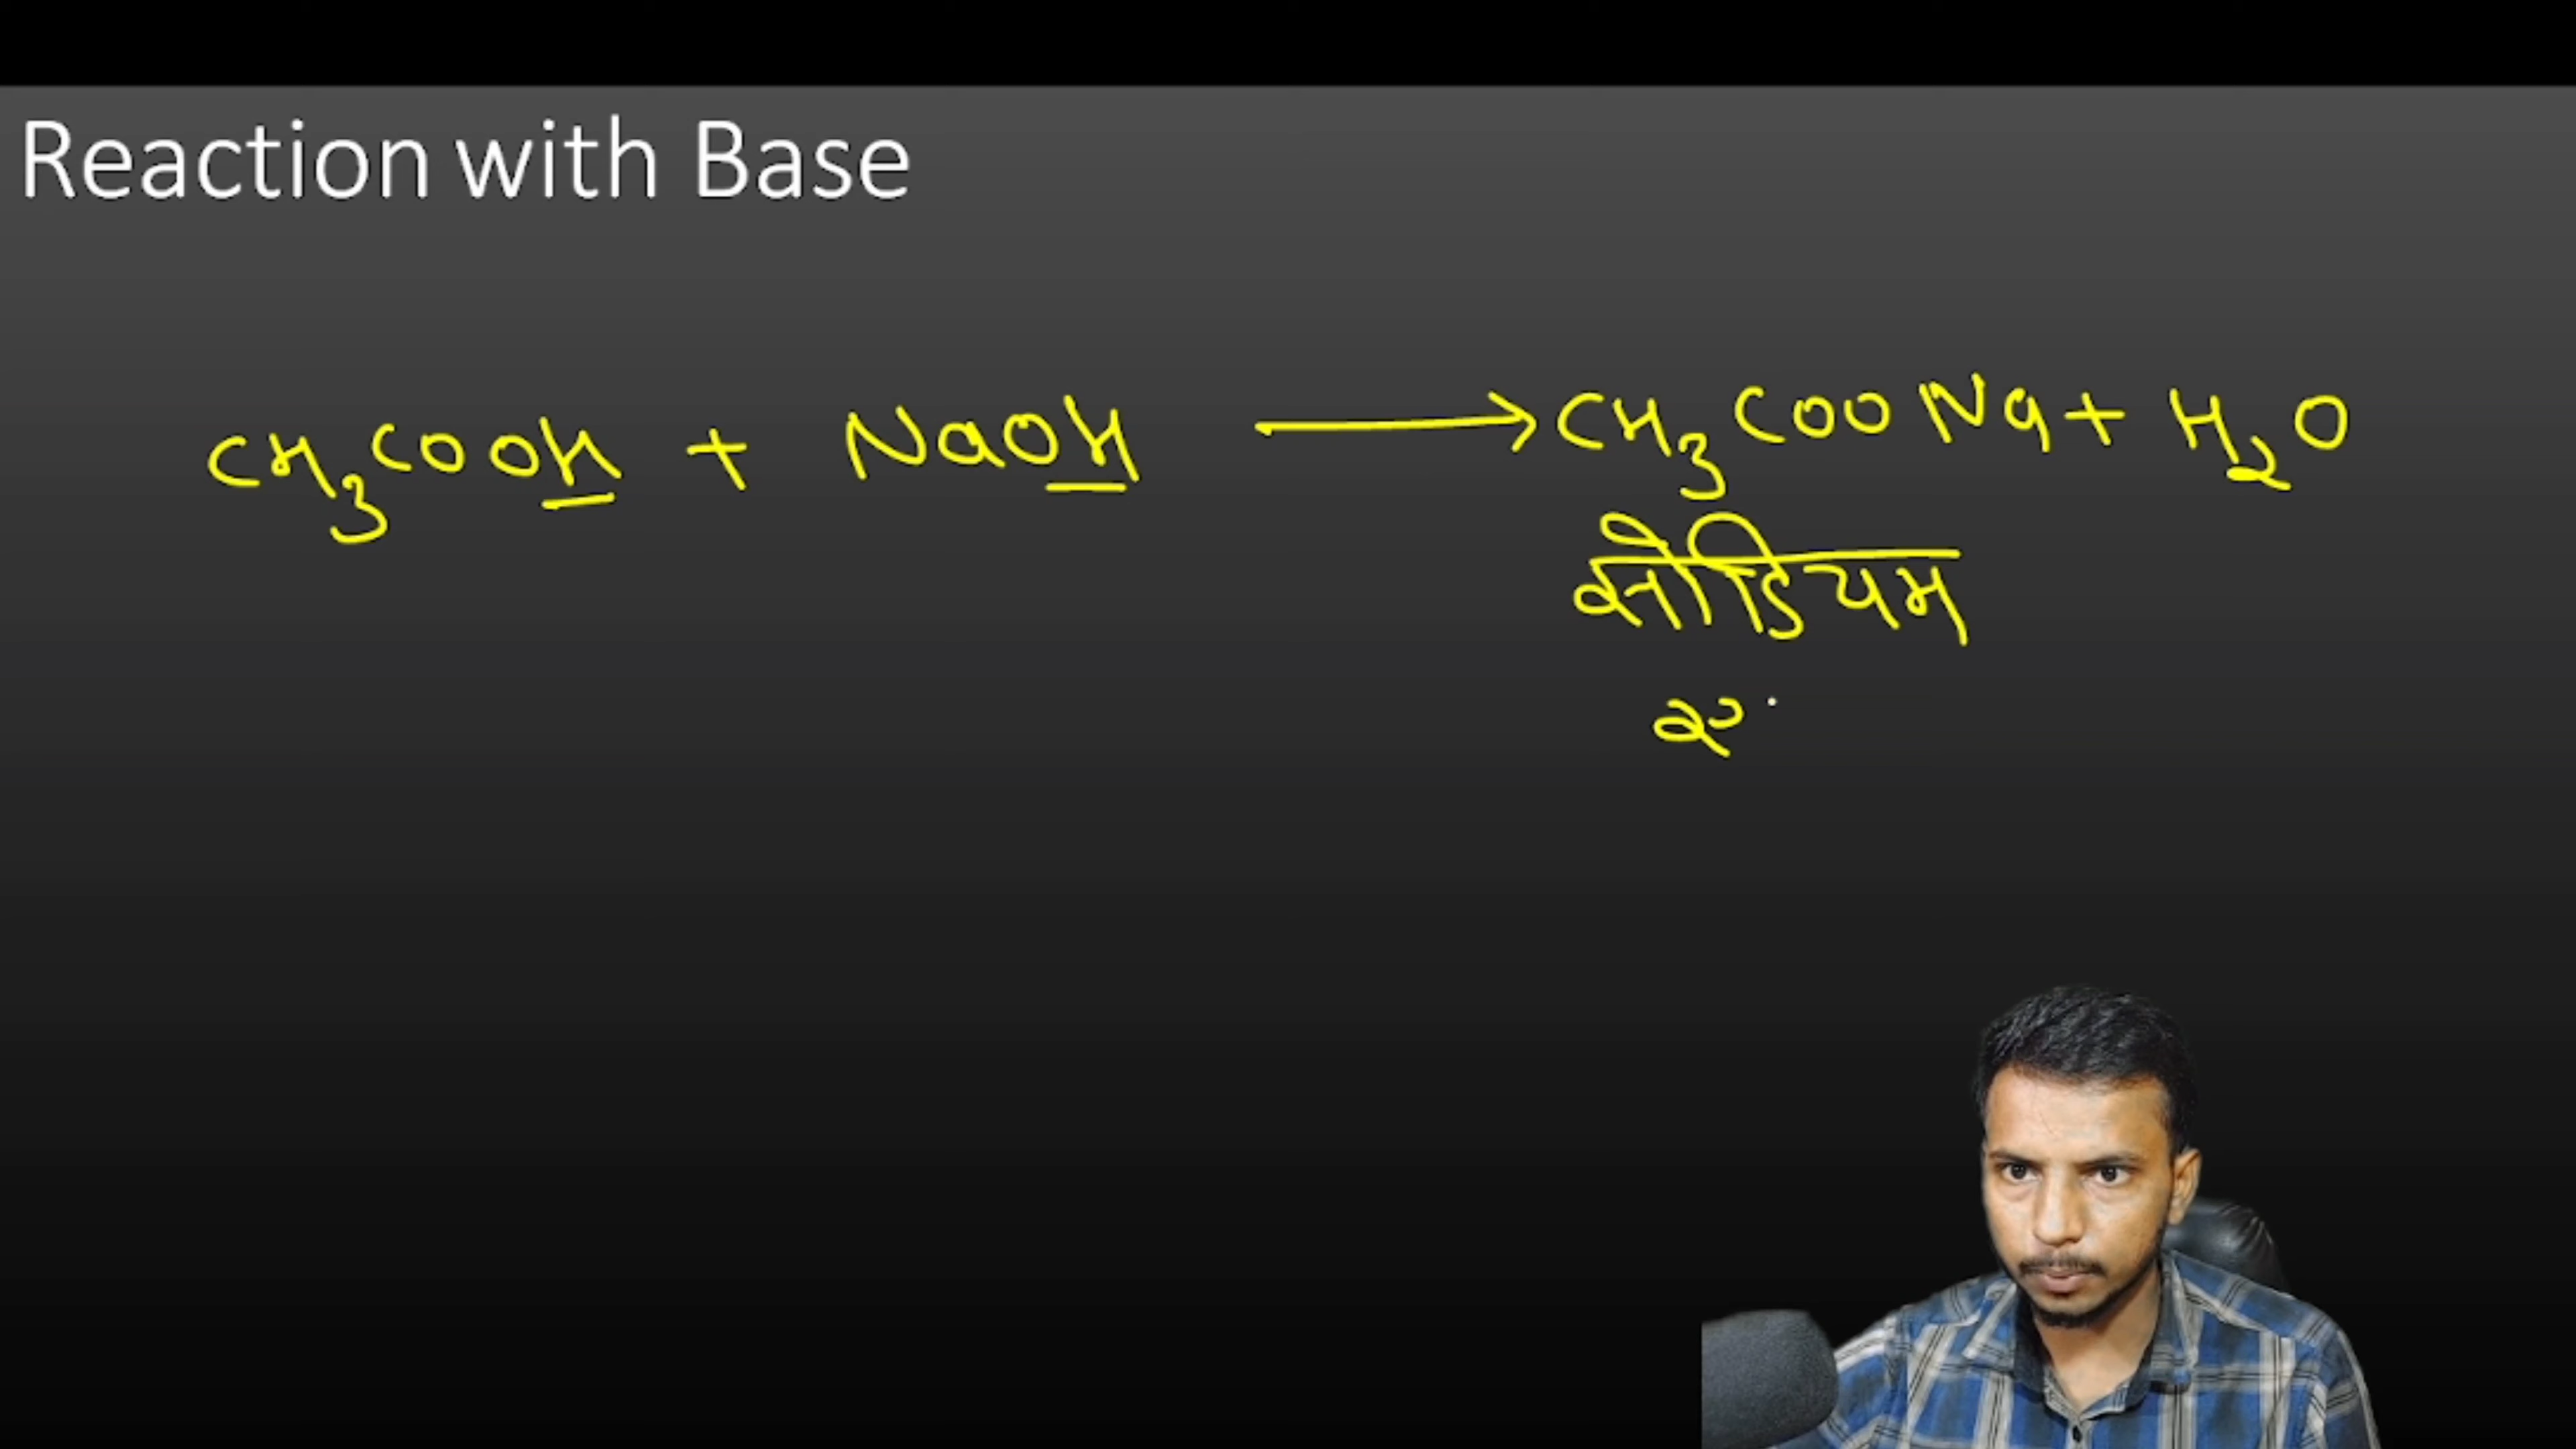 Reaction with Base
CH₃COOH + NaOH ⟶ CH₃COONa + H₂O
सोडियम